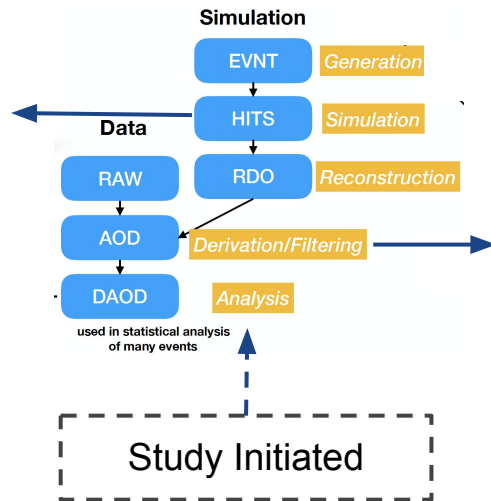 Simulation
EVNT
Generation
HITS
Simulation
Data
RDO
Reconstruction
RAW
AOD
Derivation/Filtering
DAOD
Analysis
used in statistical analysis
of many events
Study Initiated